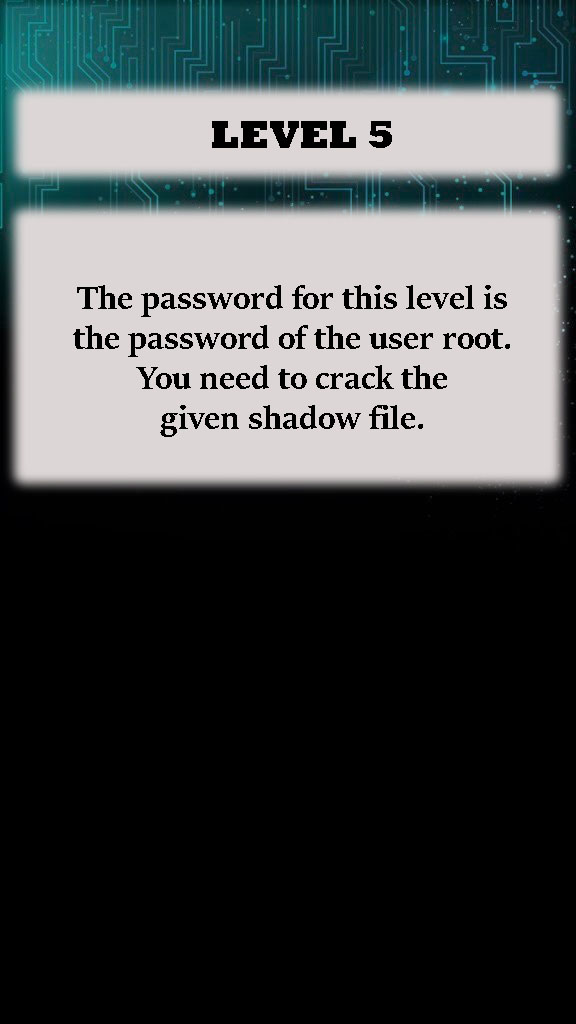 LEVEL 5
The password for this level is
the password of the user root.
You need to crack the
given shadow file.